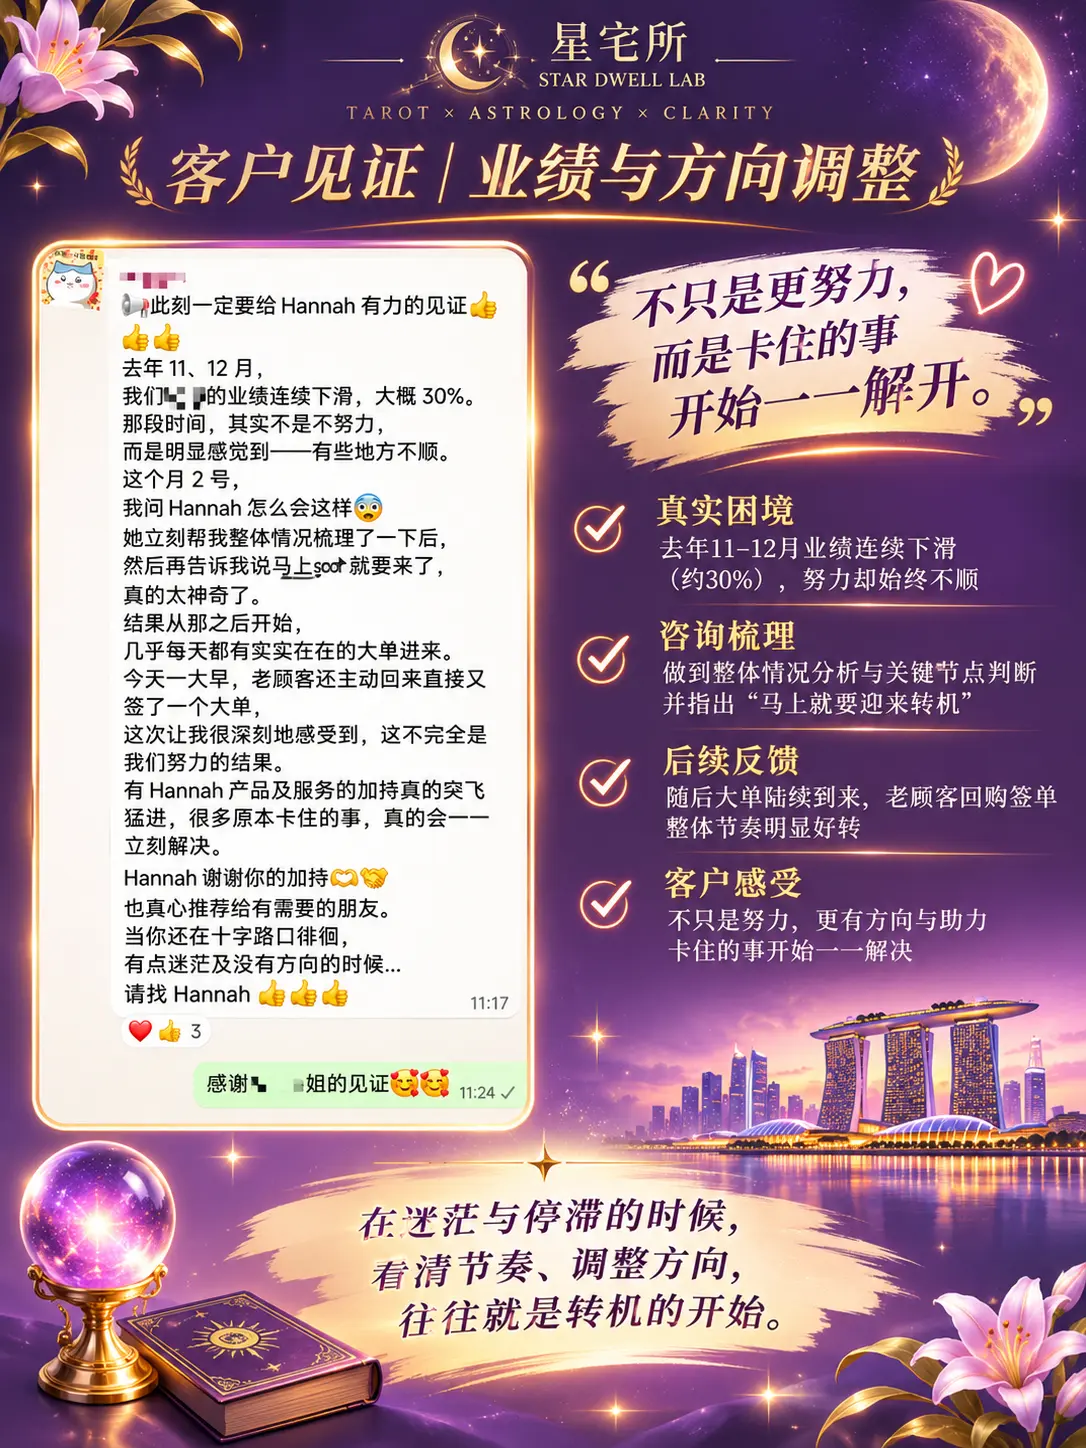 星宅所
STAR DWELL LAB
TAROT × ASTROLOGY × CLARITY
客户见证｜业绩与方向调整
📢此刻一定要给 Hannah 有力的见证👍
👍👍
去年 11、12 月，
我们 的业绩连续下滑，大概 30%。
那段时间，其实不是不努力，
而是明显感觉到——有些地方不顺。
这个月 2 号，
我问 Hannah 怎么会这样😨
她立刻帮我整体情况梳理了一下后，
然后再告诉我说马上 就要来了，
真的太神奇了。
结果从那之后开始，
几乎每天都有实实在在的大单进来。
今天一大早，老顾客还主动回来直接又
签了一个大单，
这次让我很深刻地感受到，这不完全是
我们努力的结果。
有 Hannah 产品及服务的加持真的突飞
猛进，很多原本卡住的事，真的会一一
立刻解决。
Hannah 谢谢你的加持🫶🤝
也真心推荐给有需要的朋友。
当你还在十字路口徘徊，
有点迷茫及没有方向的时候...
请找 Hannah 👍👍👍
11:17
❤️👍 3
感谢 姐的见证🥰🥰
11:24
“不只是更努力，
而是卡住的事
开始一一解开。”
真实困境
去年11–12月业绩连续下滑
（约30%），努力却始终不顺
咨询梳理
做到整体情况分析与关键节点判断
并指出“马上就要迎来转机”
后续反馈
随后大单陆续到来，老顾客回购签单
整体节奏明显好转
客户感受
不只是努力，更有方向与助力
卡住的事开始一一解决
在迷茫与停滞的时候，
看清节奏、调整方向，
往往就是转机的开始。